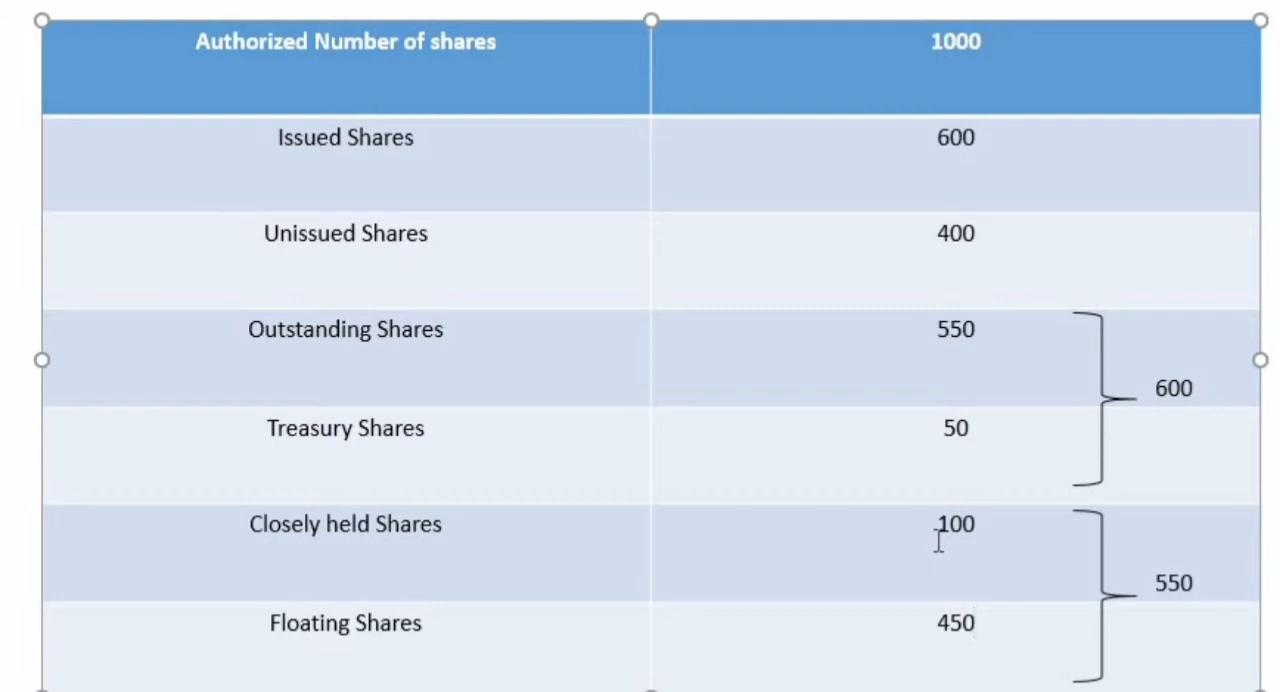 Authorized Number of shares 1000
Issued Shares 600
Unissued Shares 400
Outstanding Shares 550
600
Treasury Shares 50
Closely held Shares 100
550
Floating Shares 450